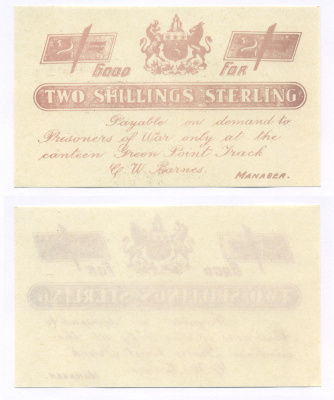 2/- 2/-
GOOD FOR
TWO SHILLINGS STERLING
Payable on demand to
Prisoners of War only at the
canteen Green Point Track
G. W. Barnes.
MANAGER.